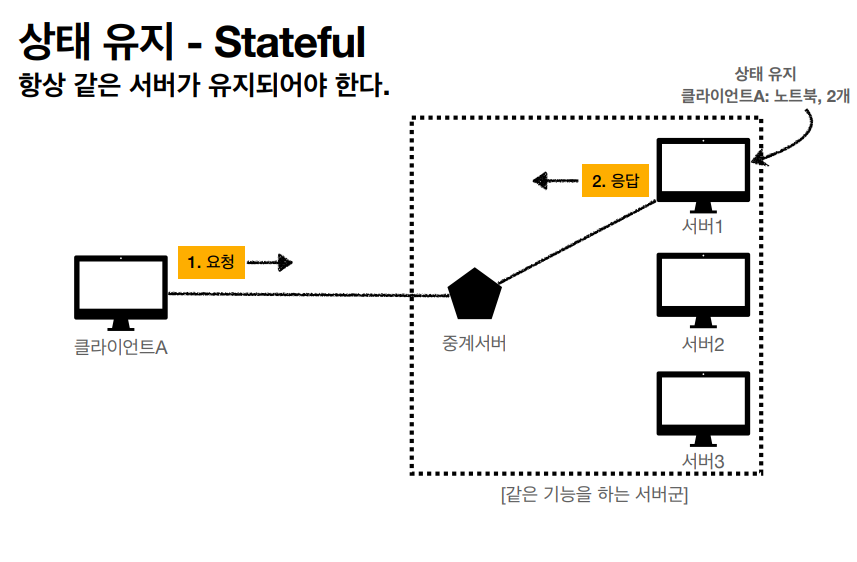 상태 유지 - Stateful
항상 같은 서버가 유지되어야 한다.
상태 유지
클라이언트A: 노트북, 2개
2. 응답
서버1
1. 요청
클라이언트A
중계서버
서버2
서버3
[같은 기능을 하는 서버군]